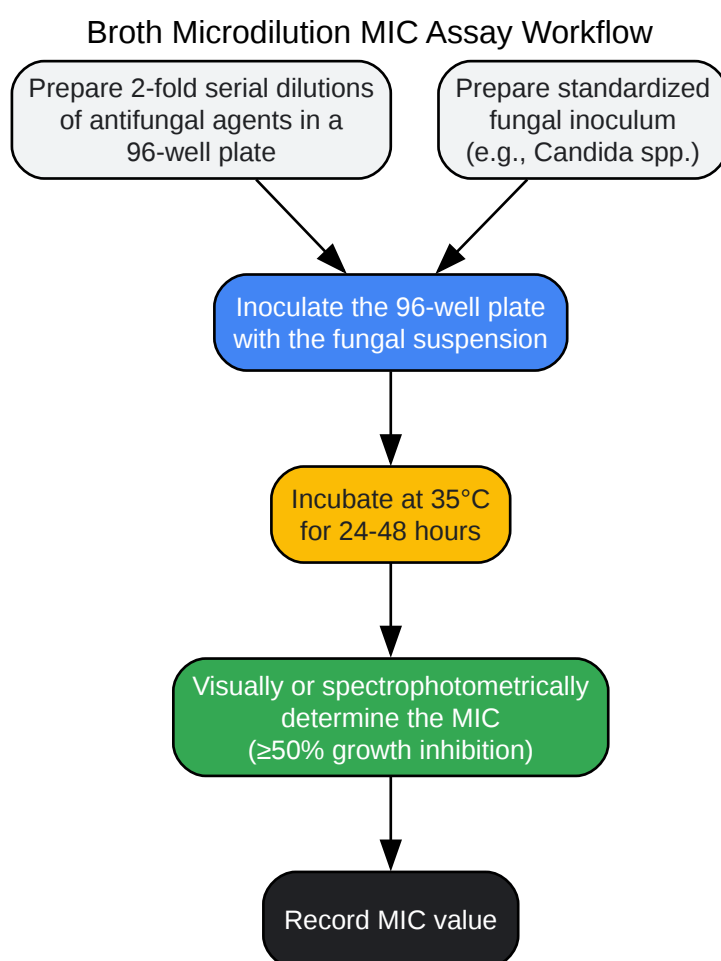 Broth Microdilution MIC Assay Workflow
Prepare 2-fold serial dilutions
of antifungal agents in a
96-well plate
Prepare standardized
fungal inoculum
(e.g., Candida spp.)
Inoculate the 96-well plate
with the fungal suspension
Incubate at 35°C
for 24-48 hours
Visually or spectrophotometrically
determine the MIC
(≥50% growth inhibition)
Record MIC value